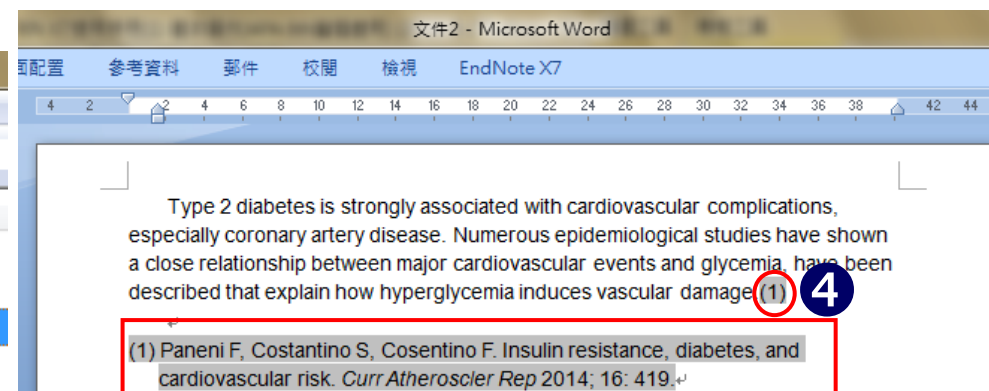 文件2 - Microsoft Word
面配置 參考資料 郵件 校閱 檢視 EndNote X7
4 2 2 4 6 8 10 12 14 16 18 20 22 24 26 28 30 32 34 36 38 42 44
Type 2 diabetes is strongly associated with cardiovascular complications,
especially coronary artery disease. Numerous epidemiological studies have shown
a close relationship between major cardiovascular events and glycemia, have been
described that explain how hyperglycemia induces vascular damage.(1) 4
(1) Paneni F, Costantino S, Cosentino F. Insulin resistance, diabetes, and
cardiovascular risk. Curr Atheroscler Rep 2014; 16: 419.